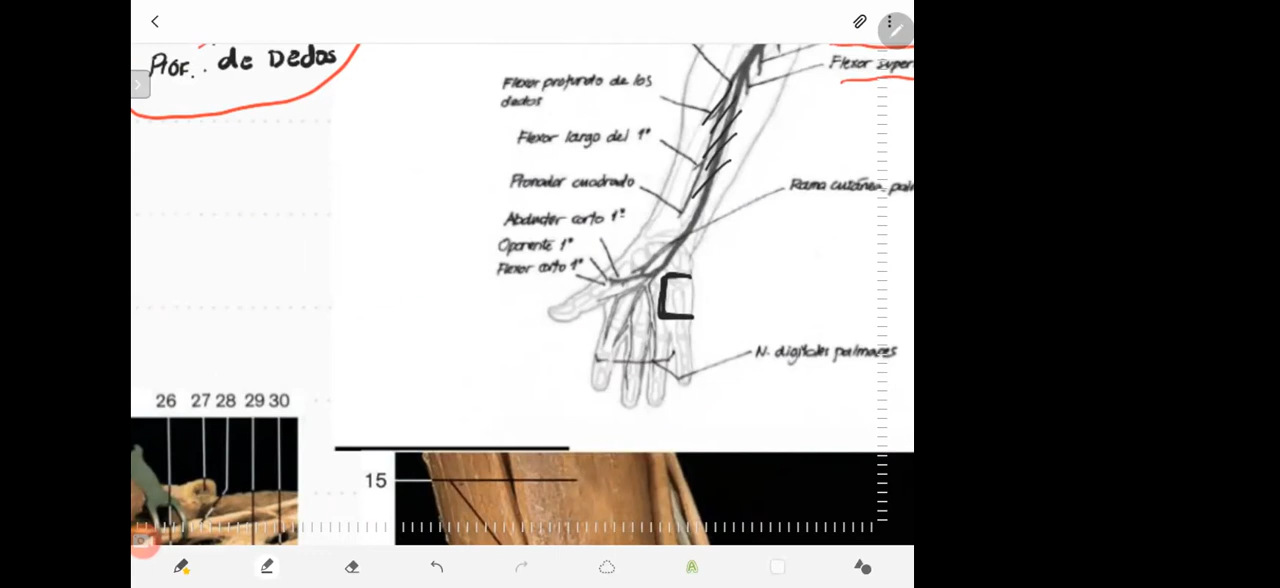 Prof. de Dedos
Flexor profundo de los
dedos
Flexor largo del 1°
Pronador cuadrado
Abductor corto 1°
Oponente 1°
Flexor corto 1°
Flexor super
Rama cutánea pal
N. digitales palmares
26 27 28 29 30
15
A